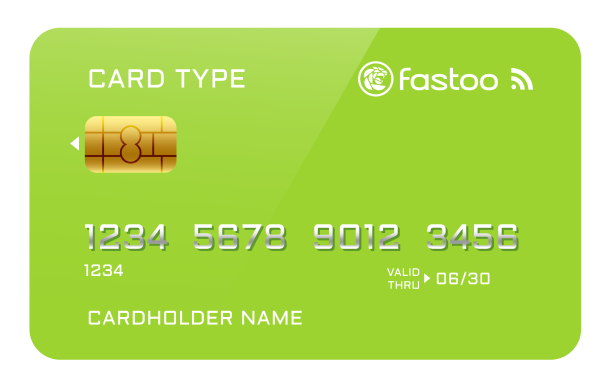 CARD TYPE
fastoo
1234 5678 9012 3456
1234
VALID THRU 06/30
CARDHOLDER NAME